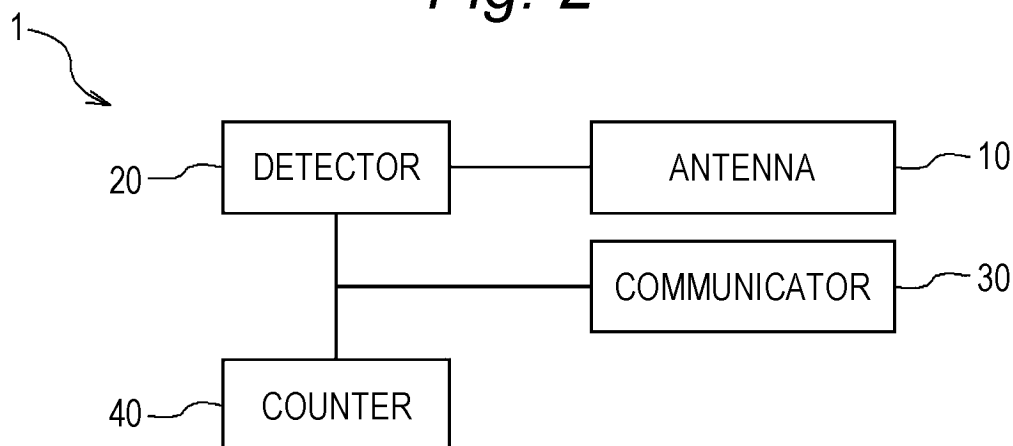 Fig. 2
1
20 DETECTOR ANTENNA 10
COMMUNICATOR 30
40 COUNTER